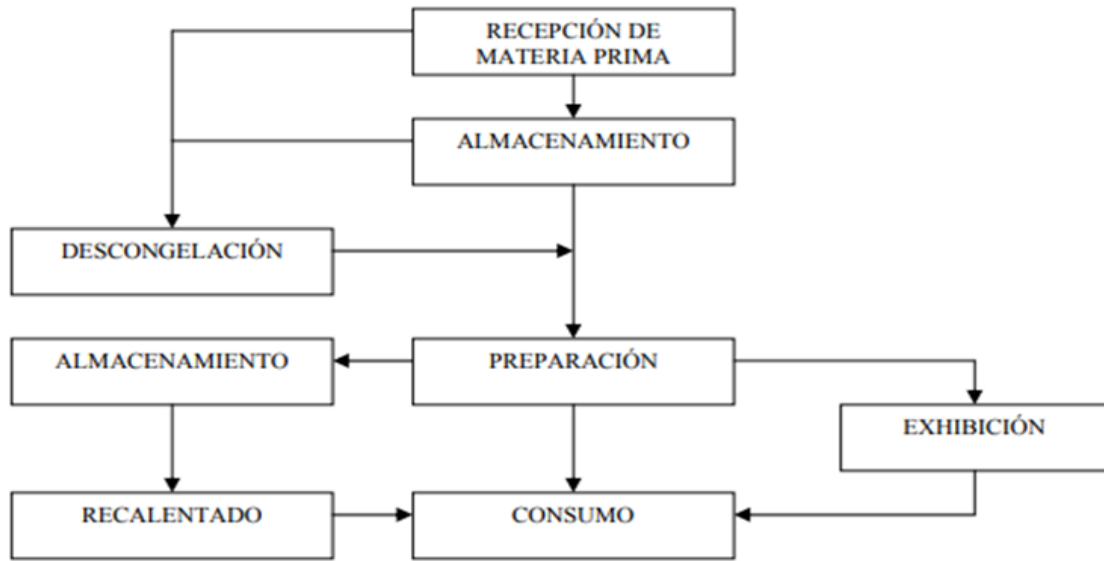 RECEPCIÓN DE
MATERIA PRIMA
ALMACENAMIENTO
DESCONGELACIÓN
ALMACENAMIENTO
PREPARACIÓN
EXHIBICIÓN
RECALENTADO
CONSUMO